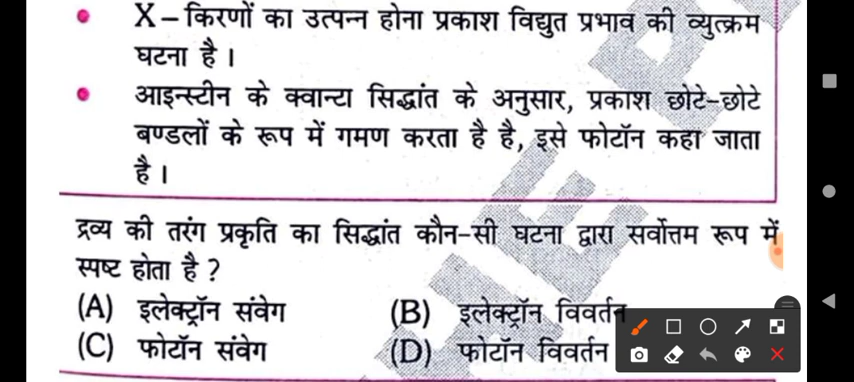 X – किरणों का उत्पन्न होना प्रकाश विद्युत प्रभाव की व्युत्क्रम
घटना है ।
आइन्स्टीन के क्वान्टा सिद्धांत के अनुसार, प्रकाश छोटे-छोटे
बण्डलों के रूप में गमण करता है है, इसे फोटॉन कहा जाता
है ।
द्रव्य की तरंग प्रकृति का सिद्धांत कौन-सी घटना द्वारा सर्वोत्तम रूप में
स्पष्ट होता है ?
(A) इलेक्ट्रॉन संवेग (B) इलेक्ट्रॉन विवर्तन
(C) फोटॉन संवेग (D) फोटॉन विवर्तन